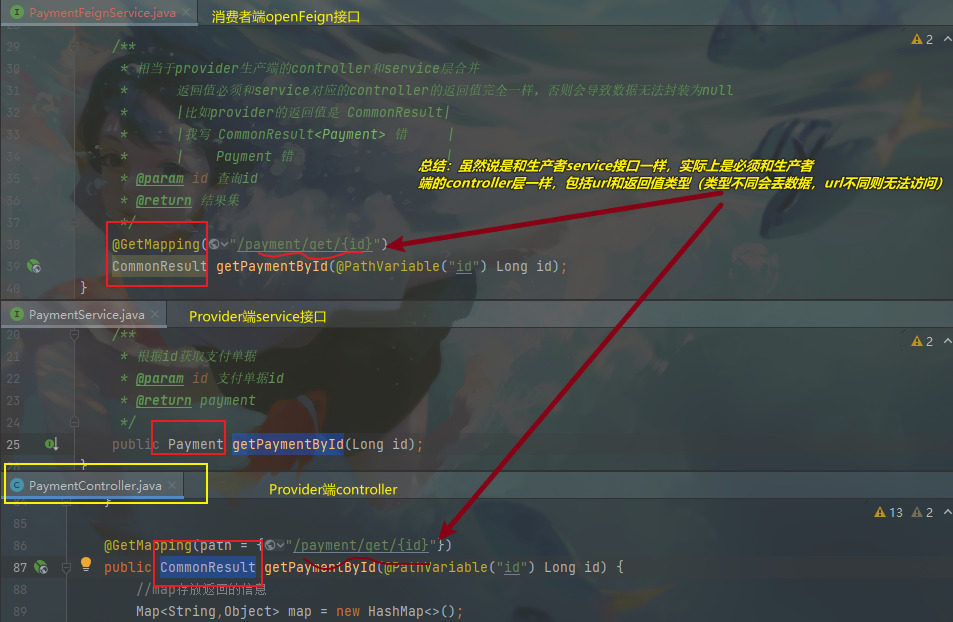 PaymentFeignService.java 消费者端openFeign接口
2
29 /**
30 * 相当于provider生产端的controller和service层合并
31 * 返回值必须和service对应的controller的返回值完全一样，否则会导致数据无法封装为null
32 * |比如provider的返回值是 CommonResult|
33 * |我写 CommonResult<Payment> 错 |
34 * | Payment 错 |
总结：虽然说是和生产者service接口一样，实际上是必须和生产者
35 * @param id 查询id
端的controller层一样，包括url和返回值类型（类型不同会丢数据，url不同则无法访问）
36 * @return 结果集
37 */
38 @GetMapping("/payment/get/{id}")
39 CommonResult getPaymentById(@PathVariable("id") Long id);
40 }
PaymentService.java Provider端service接口
20 /**
2
21 * 根据id获取支付单据
22 * @param id 支付单据id
23 * @return payment
24 */
25 public Payment getPaymentById(Long id);
}
PaymentController.java Provider端controller
84 }
13 2
85
86 @GetMapping(path = {"/payment/get/{id}"})
87 public CommonResult getPaymentById(@PathVariable("id") Long id) {
88 //map存放返回的信息
89 Map<String,Object> map = new HashMap<>();